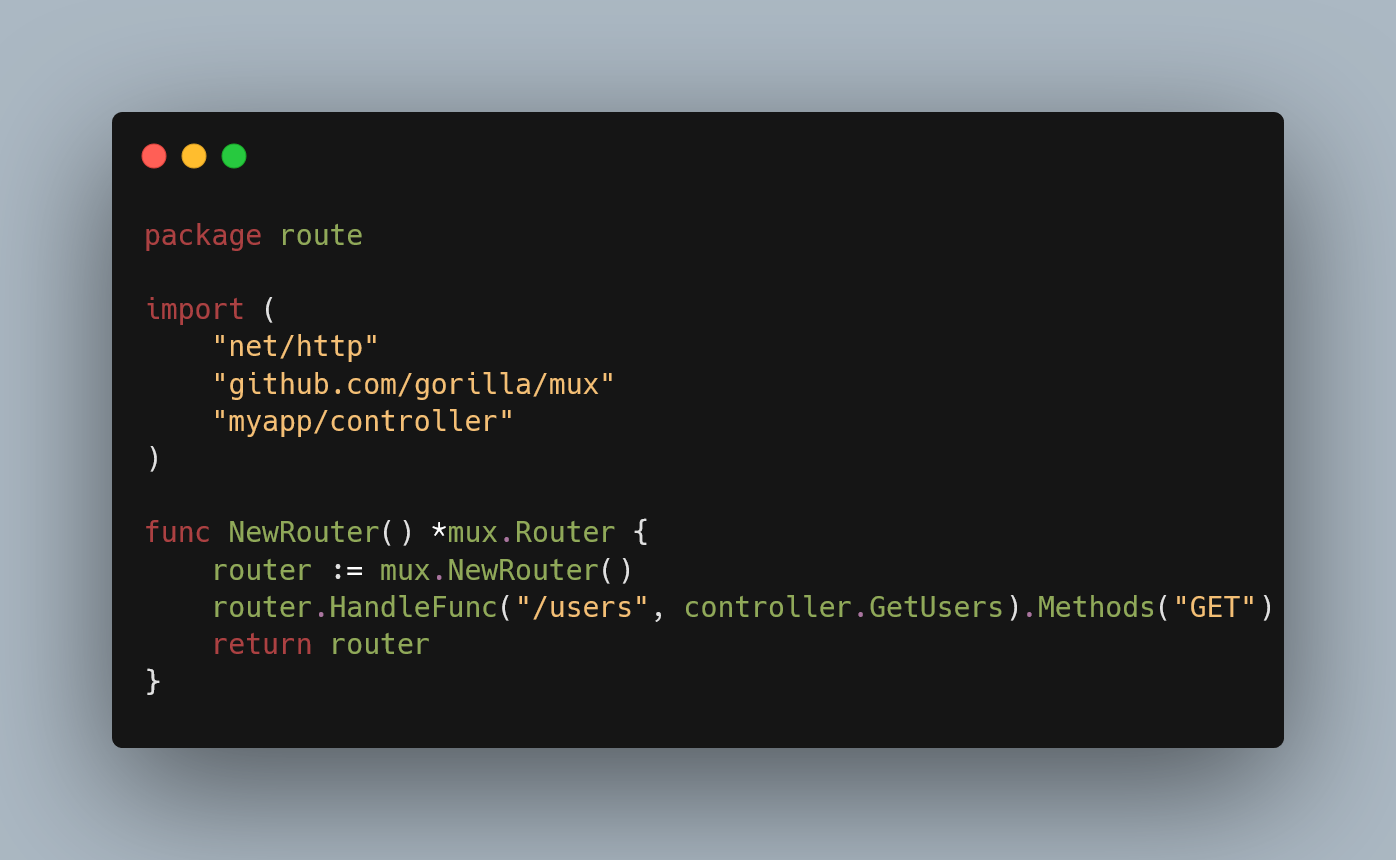 package route

import (
    "net/http"
    "github.com/gorilla/mux"
    "myapp/controller"
)

func NewRouter() *mux.Router {
    router := mux.NewRouter()
    router.HandleFunc("/users", controller.GetUsers).Methods("GET")
    return router
}